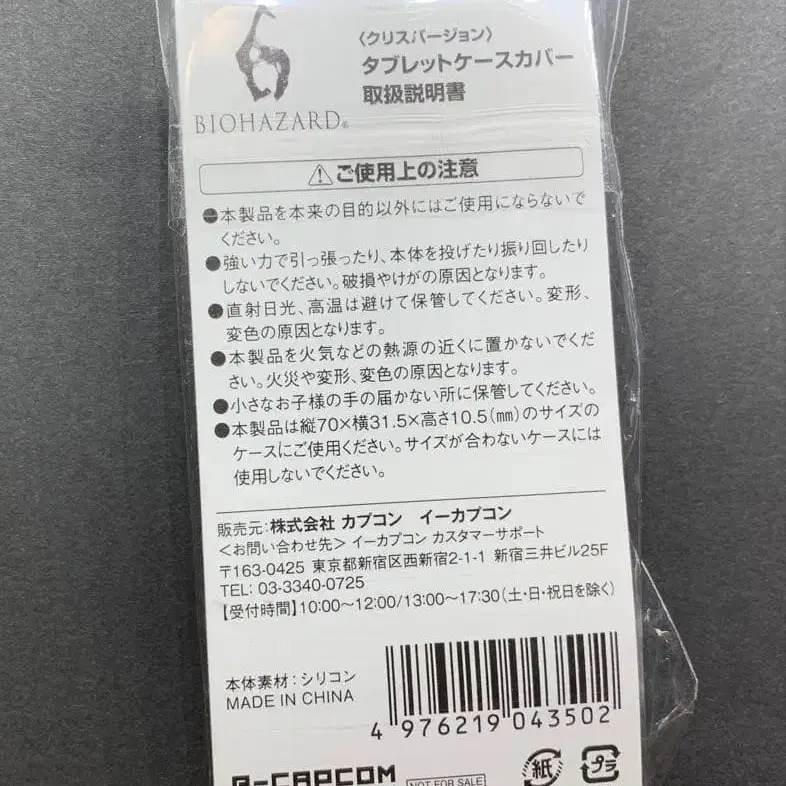 6
BIOHAZARD®
〈クリスバージョン〉
タブレットケースカバー
取扱説明書
⚠ご使用上の注意
●本製品を本来の目的以外にはご使用にならないで
ください。
●強い力で引っ張ったり、本体を投げたり振り回したり
しないでください。破損やけがの原因となります。
●直射日光、高温は避けて保管してください。変形、
変色の原因となります。
●本製品を火気などの熱源の近くに置かないでくだ
さい。火災や変形、変色の原因となります。
●小さなお子様の手の届かない所に保管してください。
●本製品は縦70×横31.5×高さ10.5(㎜)のサイズの
ケースにご使用ください。サイズが合わないケースには
使用しないでください。
販売元:株式会社 カプコン イーカプコン
＜お問い合わせ先＞イーカプコン カスタマーサポート
〒163-0425 東京都新宿区西新宿2-1-1 新宿三井ビル25F
TEL: 03-3340-0725
【受付時間】10:00～12:00/13:00～17:30(土・日・祝日を除く)
本体素材:シリコン
MADE IN CHINA
4 976219 043502
e-CAPCOM
NOT FOR SALE
紙
プラ